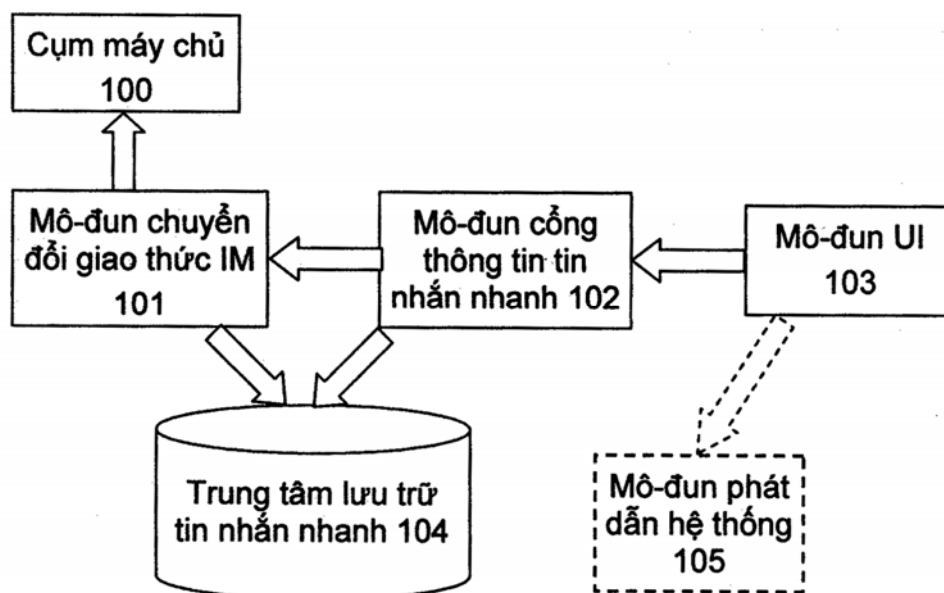 Cụm máy chủ
100
Mô-đun chuyển
đổi giao thức IM
101
Mô-đun cổng
thông tin tin
nhắn nhanh 102
Mô-đun UI
103
Trung tâm lưu trữ
tin nhắn nhanh 104
Mô-đun phát
dẫn hệ thống
105